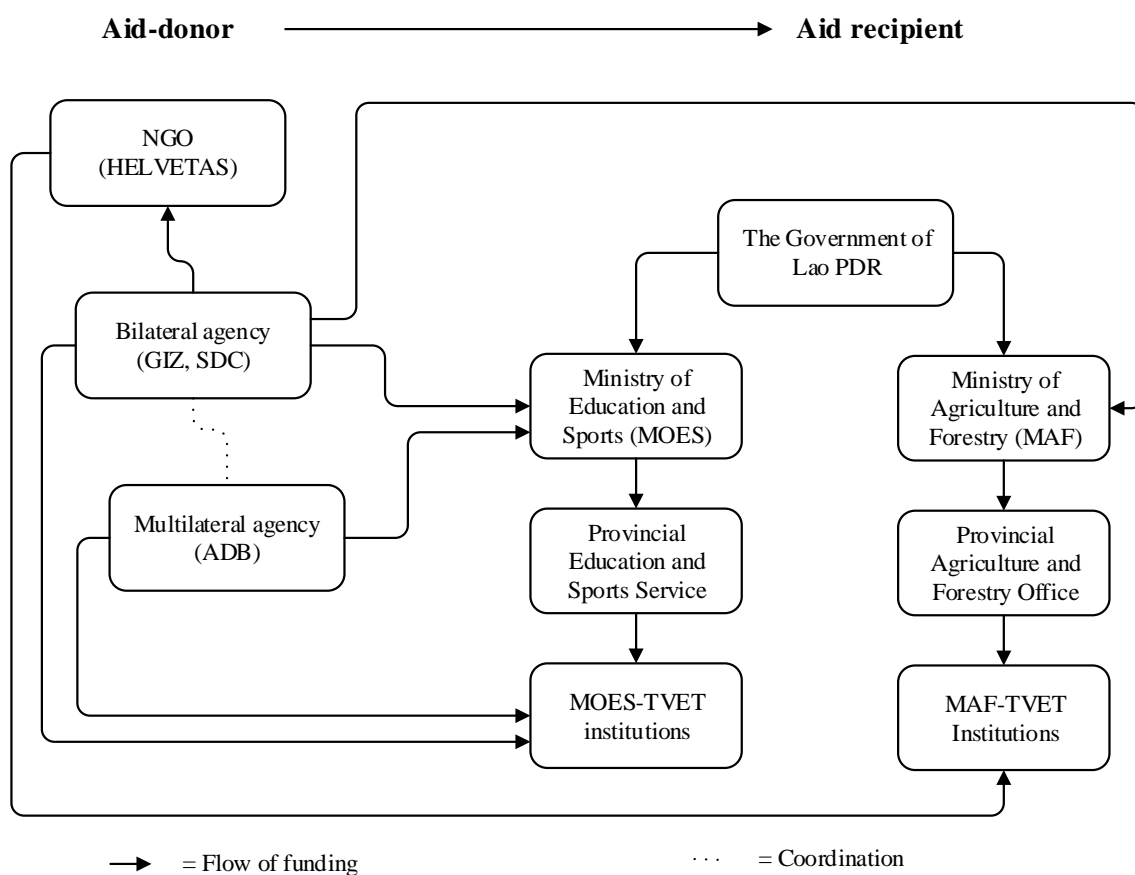 Aid-donor
Aid recipient
NGO
(HELVETAS)
The Government of
Lao PDR
Bilateral agency
(GIZ, SDC)
Ministry of
Education and
Sports (MOES)
Ministry of
Agriculture and
Forestry (MAF)
Multilateral agency
(ADB)
Provincial
Education and
Sports Service
Provincial
Agriculture and
Forestry Office
MOES-TVET
institutions
MAF-TVET
Institutions
= Flow of funding
= Coordination